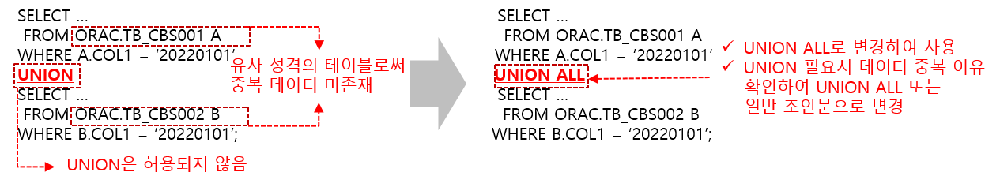 SELECT …
FROM ORAC.TB_CBS001 A
WHERE A.COL1 = ‘20220101’
UNION
SELECT …
FROM ORAC.TB_CBS002 B
WHERE B.COL1 = ‘20220101’;
유사 성격의 테이블로써
중복 데이터 미존재
UNION은 허용되지 않음
SELECT …
FROM ORAC.TB_CBS001 A
WHERE A.COL1 = ‘20220101’
UNION ALL
SELECT …
FROM ORAC.TB_CBS002 B
WHERE B.COL1 = ‘20220101’;
✓ UNION ALL로 변경하여 사용
✓ UNION 필요시 데이터 중복 이유
확인하여 UNION ALL 또는
일반 조인문으로 변경